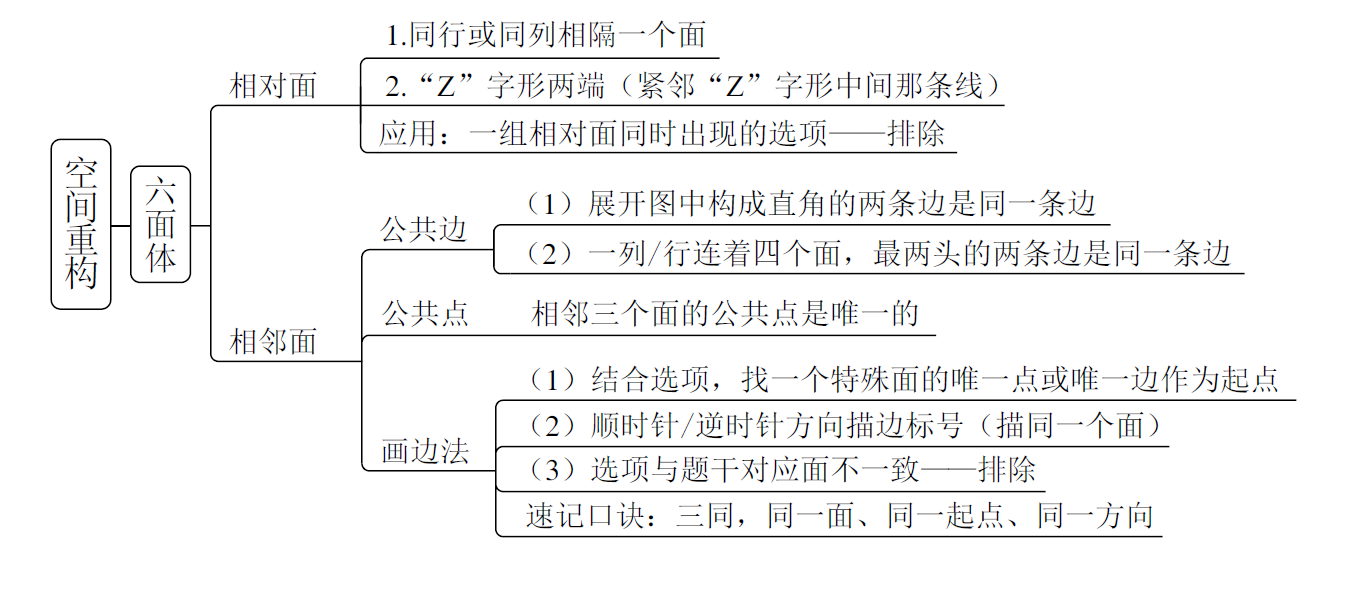 空间重构
六面体
相对面
1.同行或同列相隔一个面
2.“Z”字形两端（紧邻“Z”字形中间那条线）
应用：一组相对面同时出现的选项——排除
相邻面
公共边
（1）展开图中构成直角的两条边是同一条边
（2）一列/行连着四个面，最两头的两条边是同一条边
公共点
相邻三个面的公共点是唯一的
画边法
（1）结合选项，找一个特殊面的唯一点或唯一边作为起点
（2）顺时针/逆时针方向描边标号（描同一个面）
（3）选项与题干对应面不一致——排除
速记口诀：三同，同一面、同一起点、同一方向